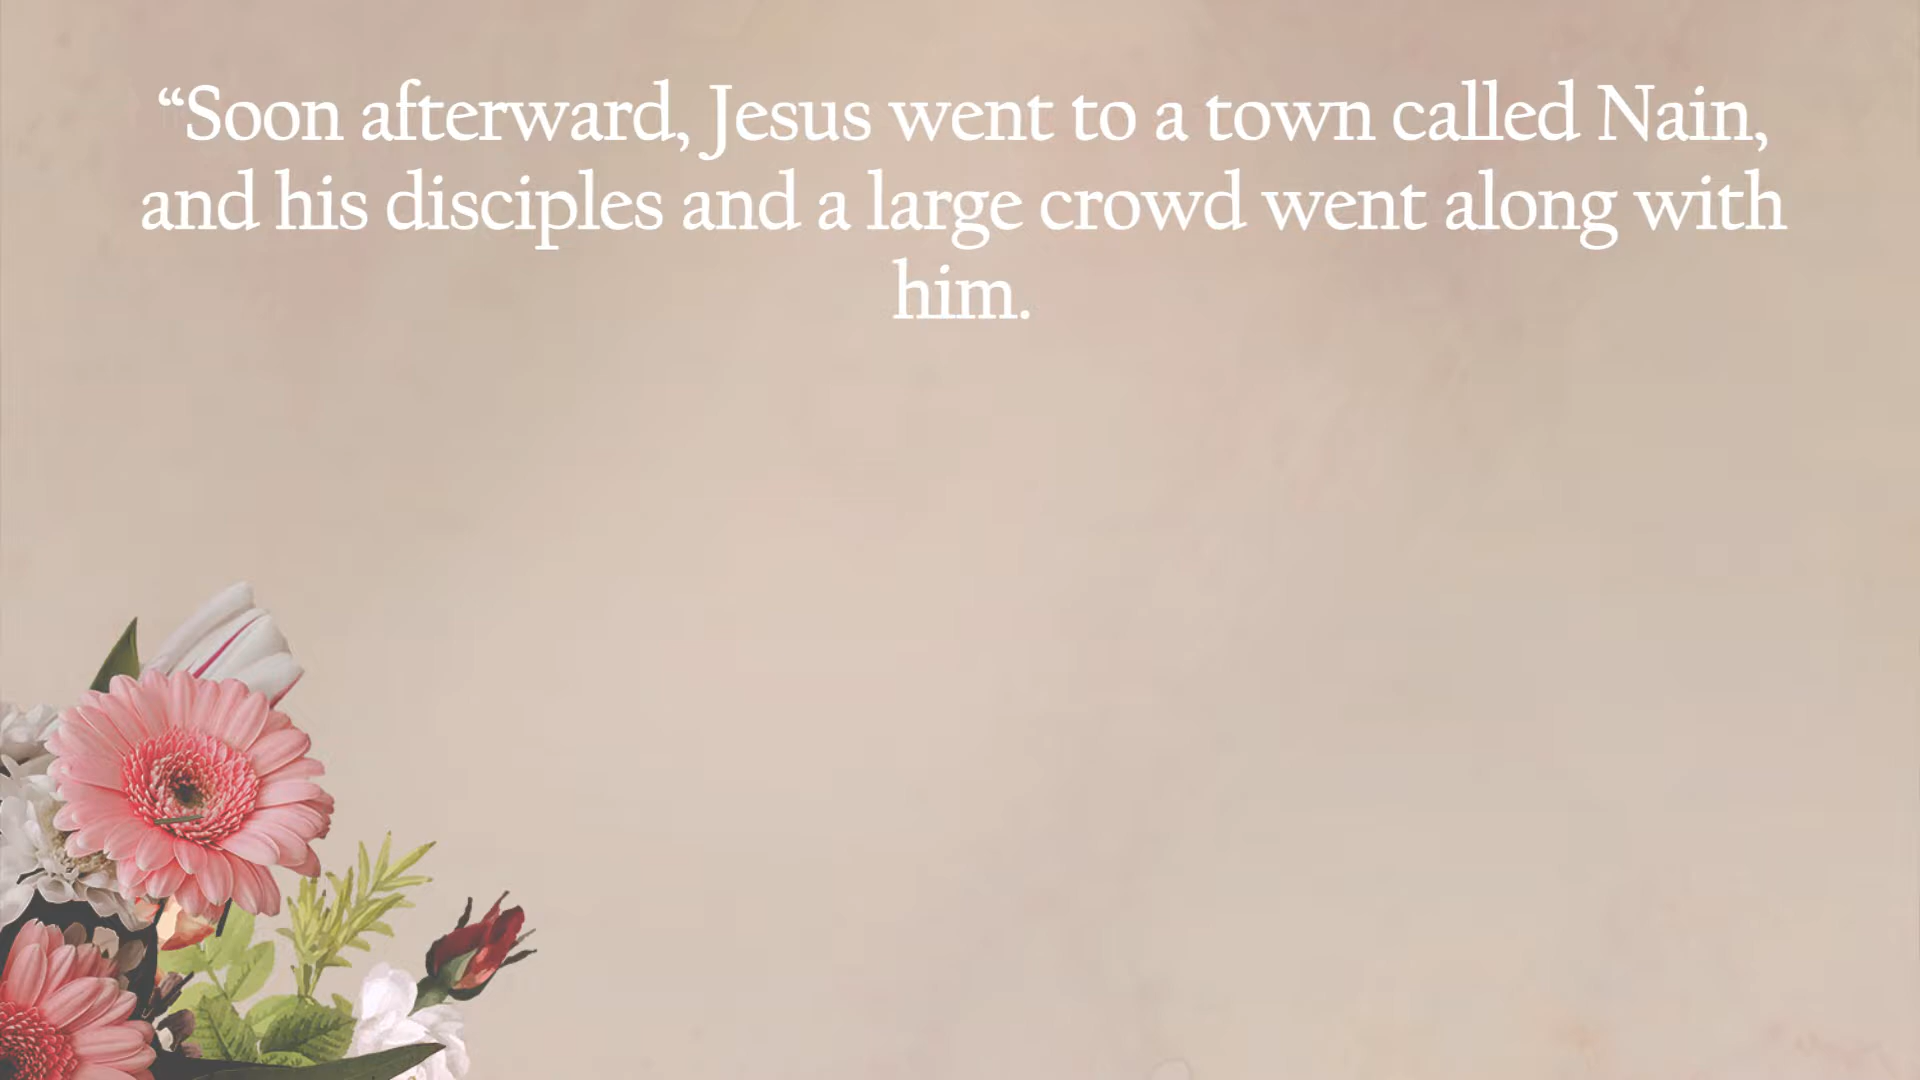 “Soon afterward, Jesus went to a town called Nain,
and his disciples and a large crowd went along with
him.